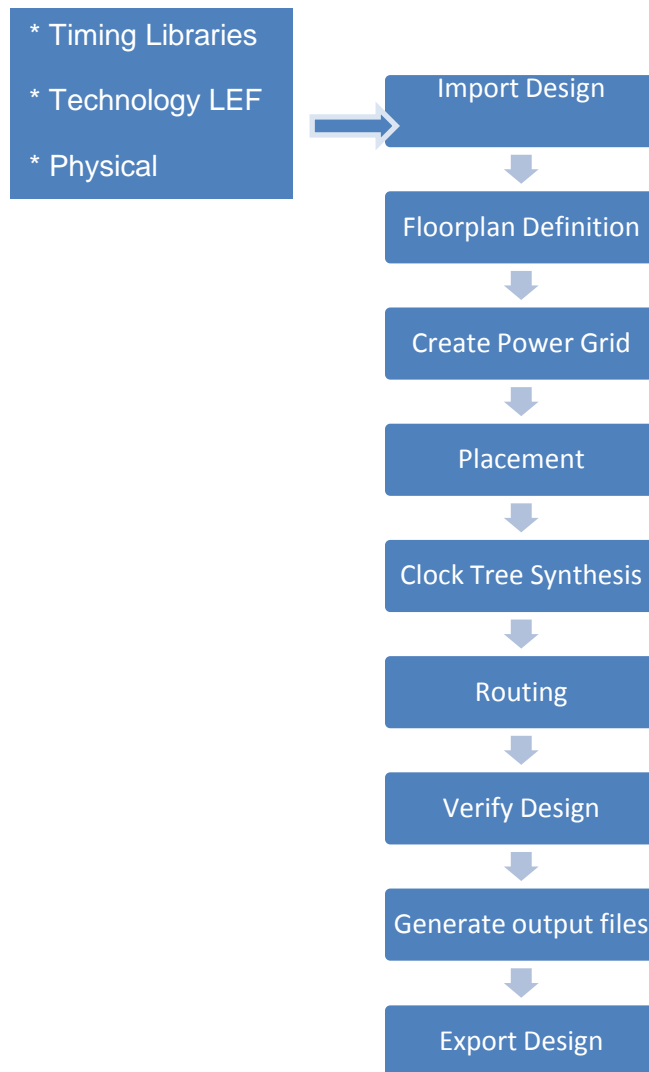 * Timing Libraries
* Technology LEF
* Physical
Import Design
Floorplan Definition
Create Power Grid
Placement
Clock Tree Synthesis
Routing
Verify Design
Generate output files
Export Design